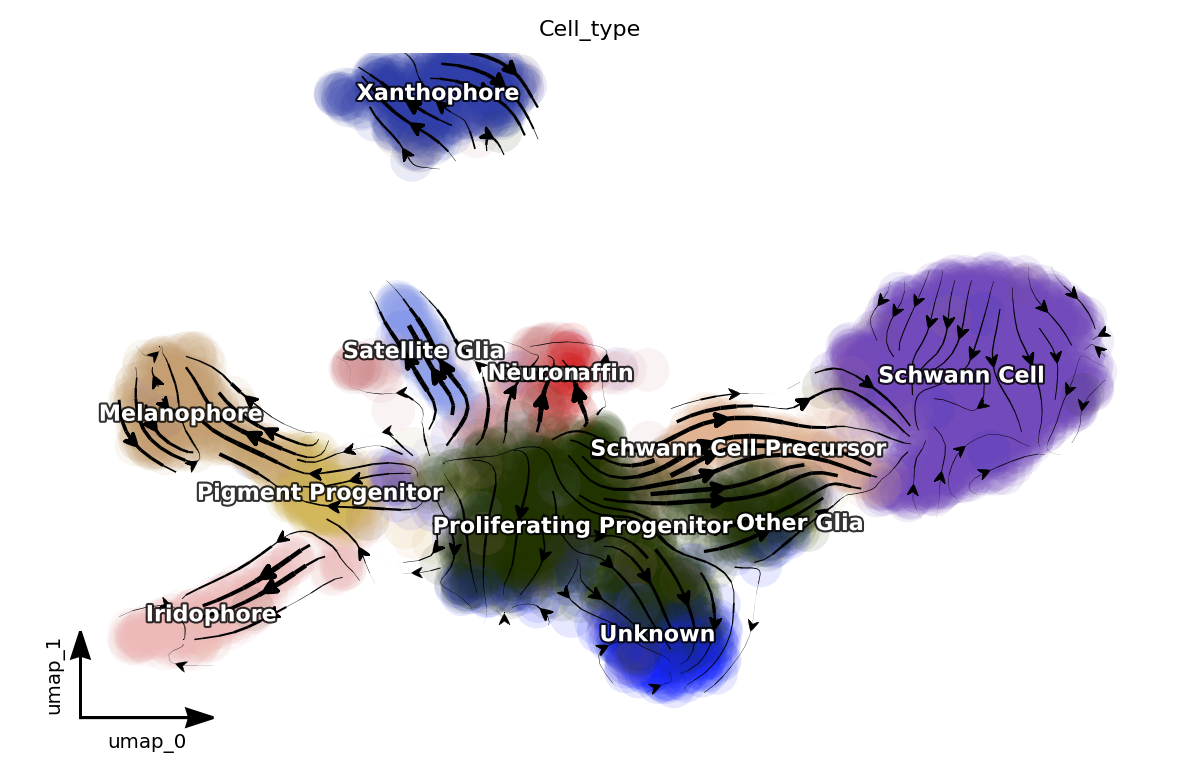 Cell_type
Xanthophore
Satellite Glia
Neuronaffin
Schwann Cell
Melanophore
Schwann Cell Precursor
Pigment Progenitor
Proliferating Progenitor
Other Glia
Iridophore
Unknown
umap_1
umap_0